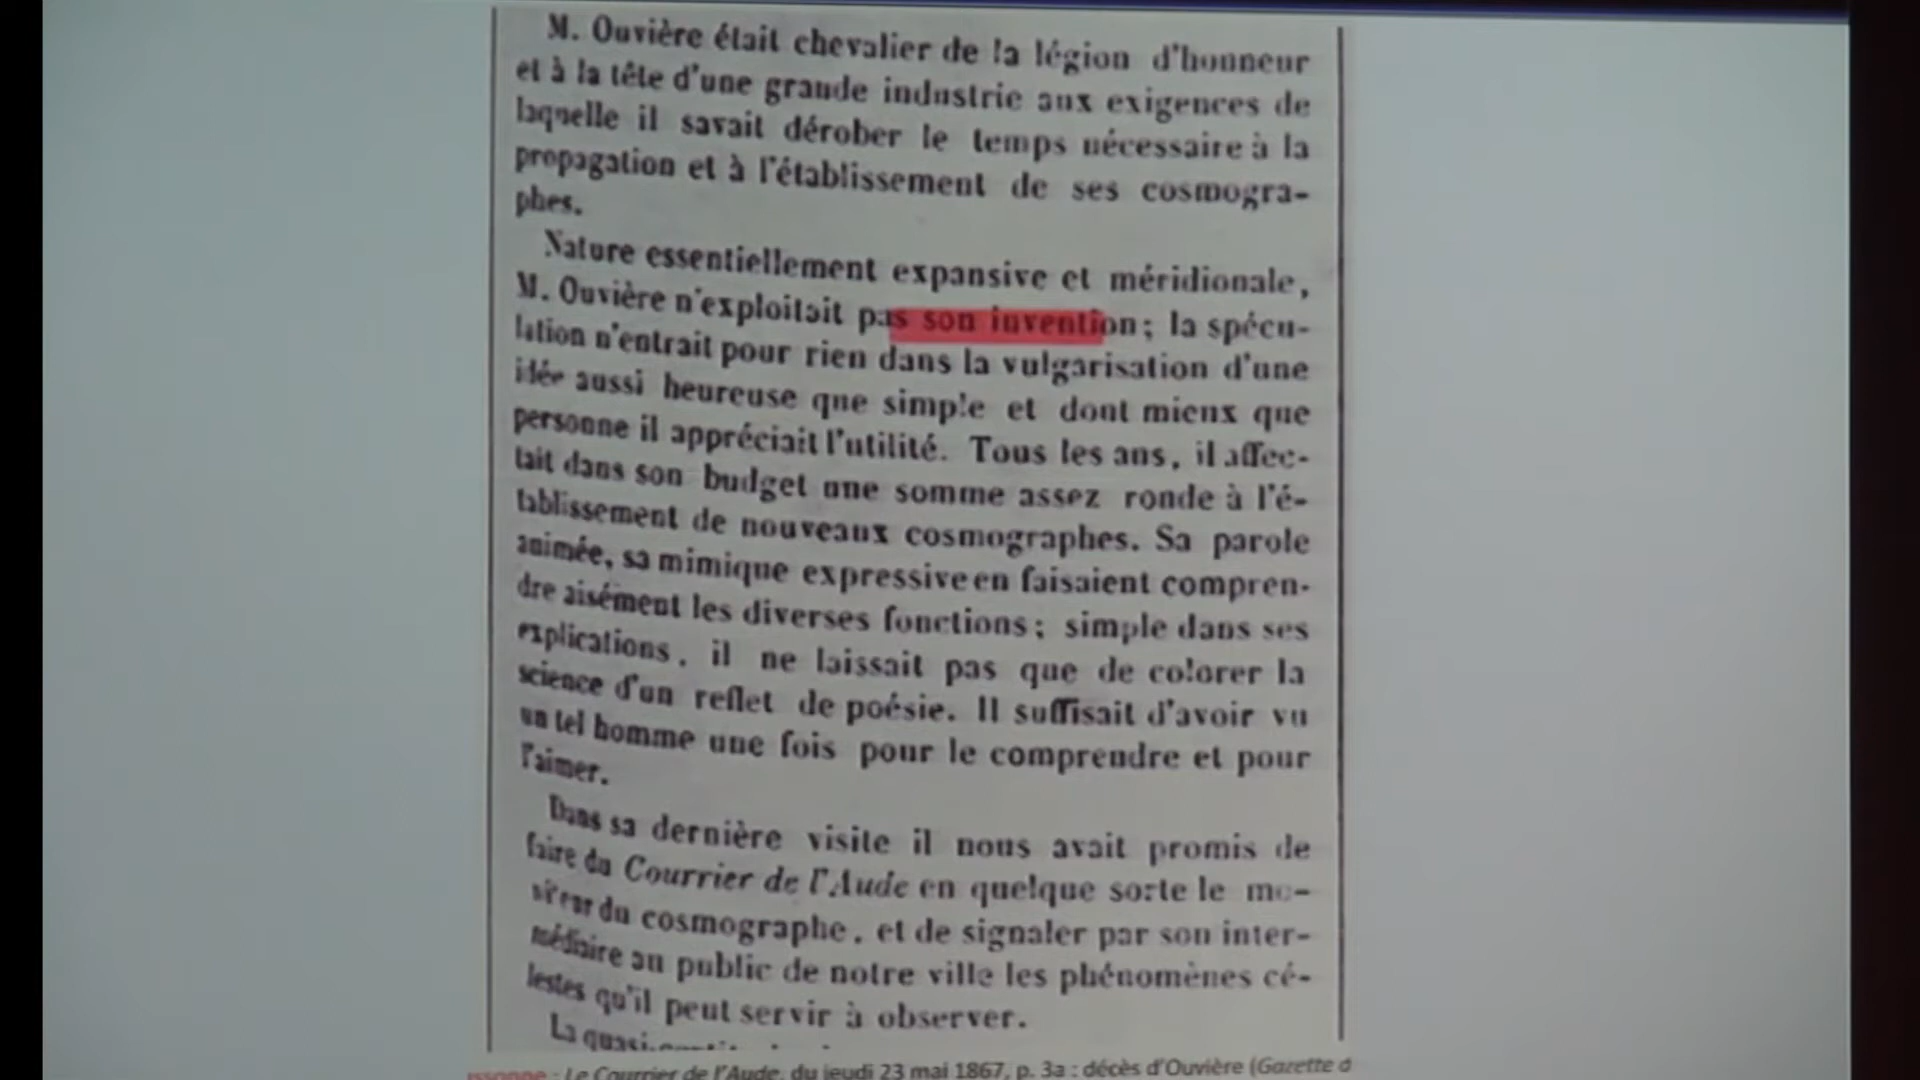 M. Ouvière était chevalier de la légion d'honneur
et à la tête d'une grande industrie aux exigences de
laquelle il savait dérober le temps nécessaire à la
propagation et à l'établissement de ses cosmogra-
phes.
Nature essentiellement expansive et méridionale,
M. Ouvière n'exploitait pas son invention; la spécu-
lation n'entrait pour rien dans la vulgarisation d'une
idée aussi heureuse que simple et dont mieux que
personne il appréciait l'utilité. Tous les ans, il affec-
tait dans son budget une somme assez ronde à l'é-
tablissement de nouveaux cosmographes. Sa parole
animée, sa mimique expressive en faisaient compren-
dre aisément les diverses fonctions; simple dans ses
explications, il ne laissait pas que de colorer la
science d'un reflet de poésie. Il suffisait d'avoir vu
un tel homme une fois pour le comprendre et pour
l'aimer.
Dans sa dernière visite il nous avait promis de
faire du Courrier de l'Aude en quelque sorte le mo-
niteur du cosmographe, et de signaler par son inter-
médiaire au public de notre ville les phénomènes cé-
lestes qu'il peut servir à observer.
La quasi-
ssonne : Le Courrier de l'Aude, du jeudi 23 mai 1867, p. 3a : décès d'Ouvière (Gazette d